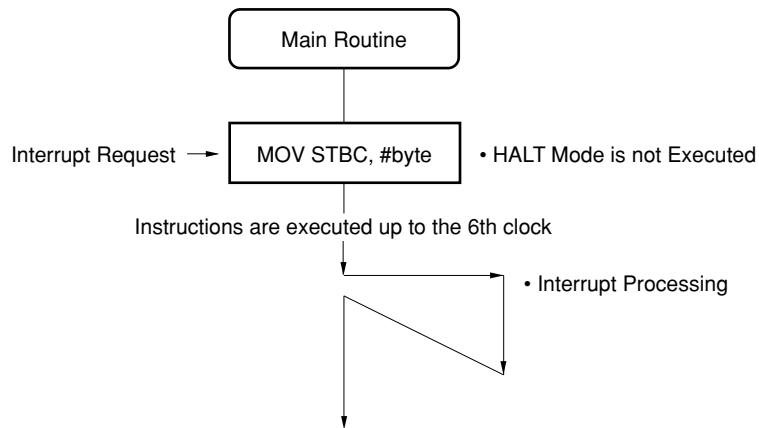 Main Routine
Interrupt Request
MOV STBC, #byte
• HALT Mode is not Executed
Instructions are executed up to the 6th clock
• Interrupt Processing